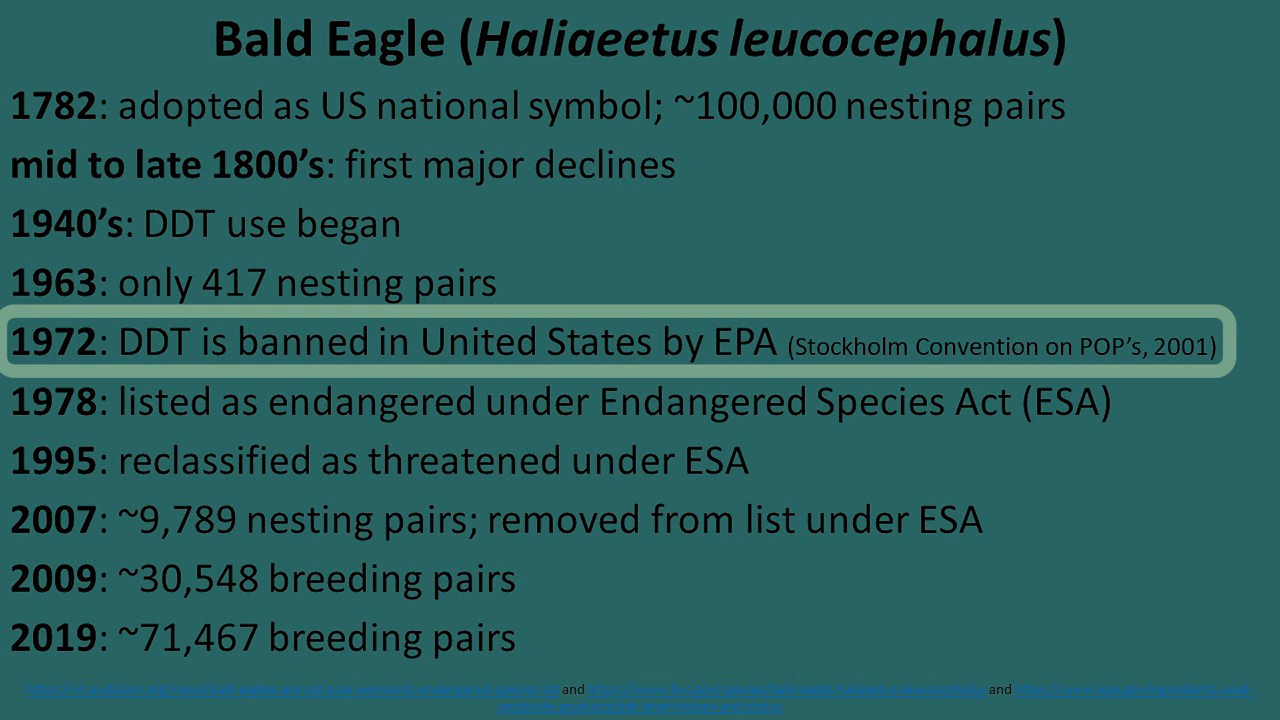 Bald Eagle (Haliaeetus leucocephalus)
1782: adopted as US national symbol; ~100,000 nesting pairs
mid to late 1800’s: first major declines
1940’s: DDT use began
1963: only 417 nesting pairs
1972: DDT is banned in United States by EPA (Stockholm Convention on POP’s, 2001)
1978: listed as endangered under Endangered Species Act (ESA)
1995: reclassified as threatened under ESA
2007: ~9,789 nesting pairs; removed from list under ESA
2009: ~30,548 breeding pairs
2019: ~71,467 breeding pairs
and and